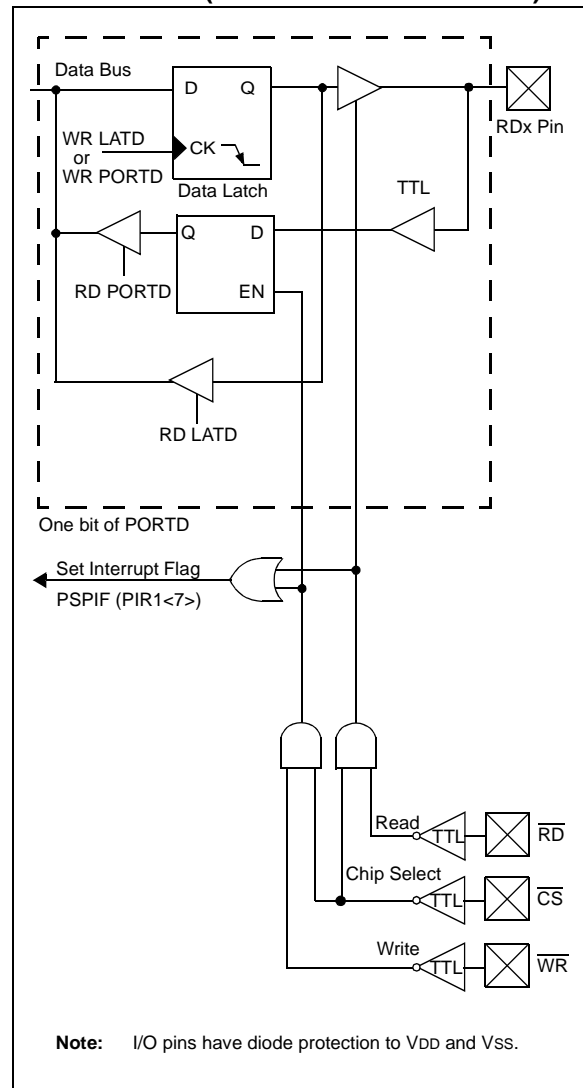 Data Bus
D Q
RDx Pin
WR LATD
or
WR PORTD
CK
Data Latch
TTL
Q D
EN
RD PORTD
RD LATD
One bit of PORTD
Set Interrupt Flag
PSPIF (PIR1<7>)
Read
TTL
RD
Chip Select
TTL
CS
Write
TTL
WR
Note: I/O pins have diode protection to VDD and VSS.